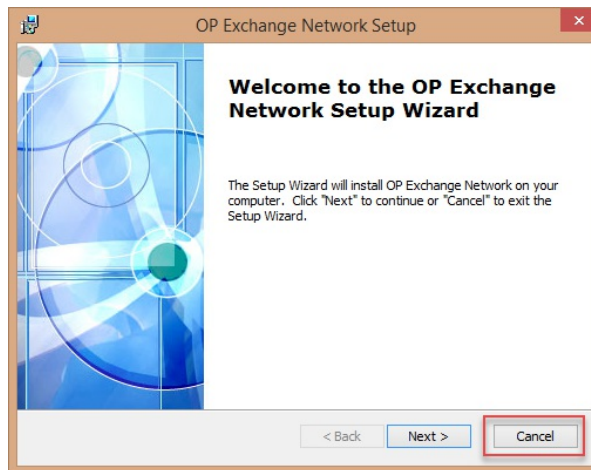 OP Exchange Network Setup
Welcome to the OP Exchange
Network Setup Wizard
The Setup Wizard will install OP Exchange Network on your
computer. Click "Next" to continue or "Cancel" to exit the
Setup Wizard.
< Back Next > Cancel